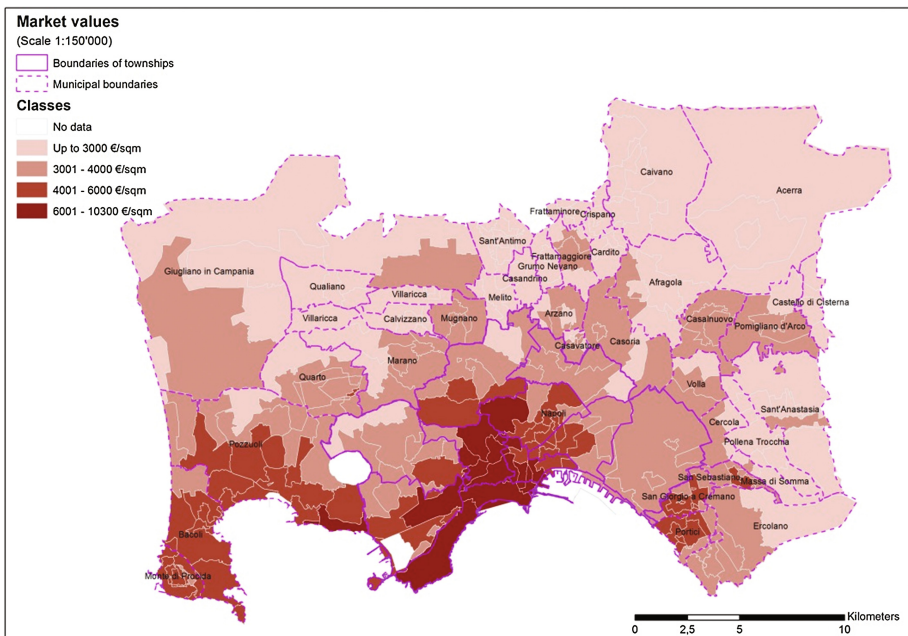 Market values
(Scale 1:150'000)
Boundaries of townships
Municipal boundaries
Classes
No data
Up to 3000 €/sqm
3001 - 4000 €/sqm
4001 - 6000 €/sqm
6001 - 10300 €/sqm
Caivano
Acerra
Frattaminore
Crispano
Sant'Antimo
Frattamaggiore
Cardito
Grumo Nevano
Giugliano in Campania
Casandrino
Afragola
Qualiano
Villaricca
Melito
Castello di Cisterna
Villaricca
Calvizzano
Mugnano
Arzano
Casalnuovo
Pomigliano d'Arco
Casavatore
Casoria
Marano
Quarto
Volla
Sant'Anastasia
Napoli
Cercola
Pollena Trocchia
Pozzuoli
San Sebastiano
Massa di Somma
San Giorgio a Cremano
Ercolano
Portici
Bacoli
Monte di Procida
Kilometers
0 2,5 5 10